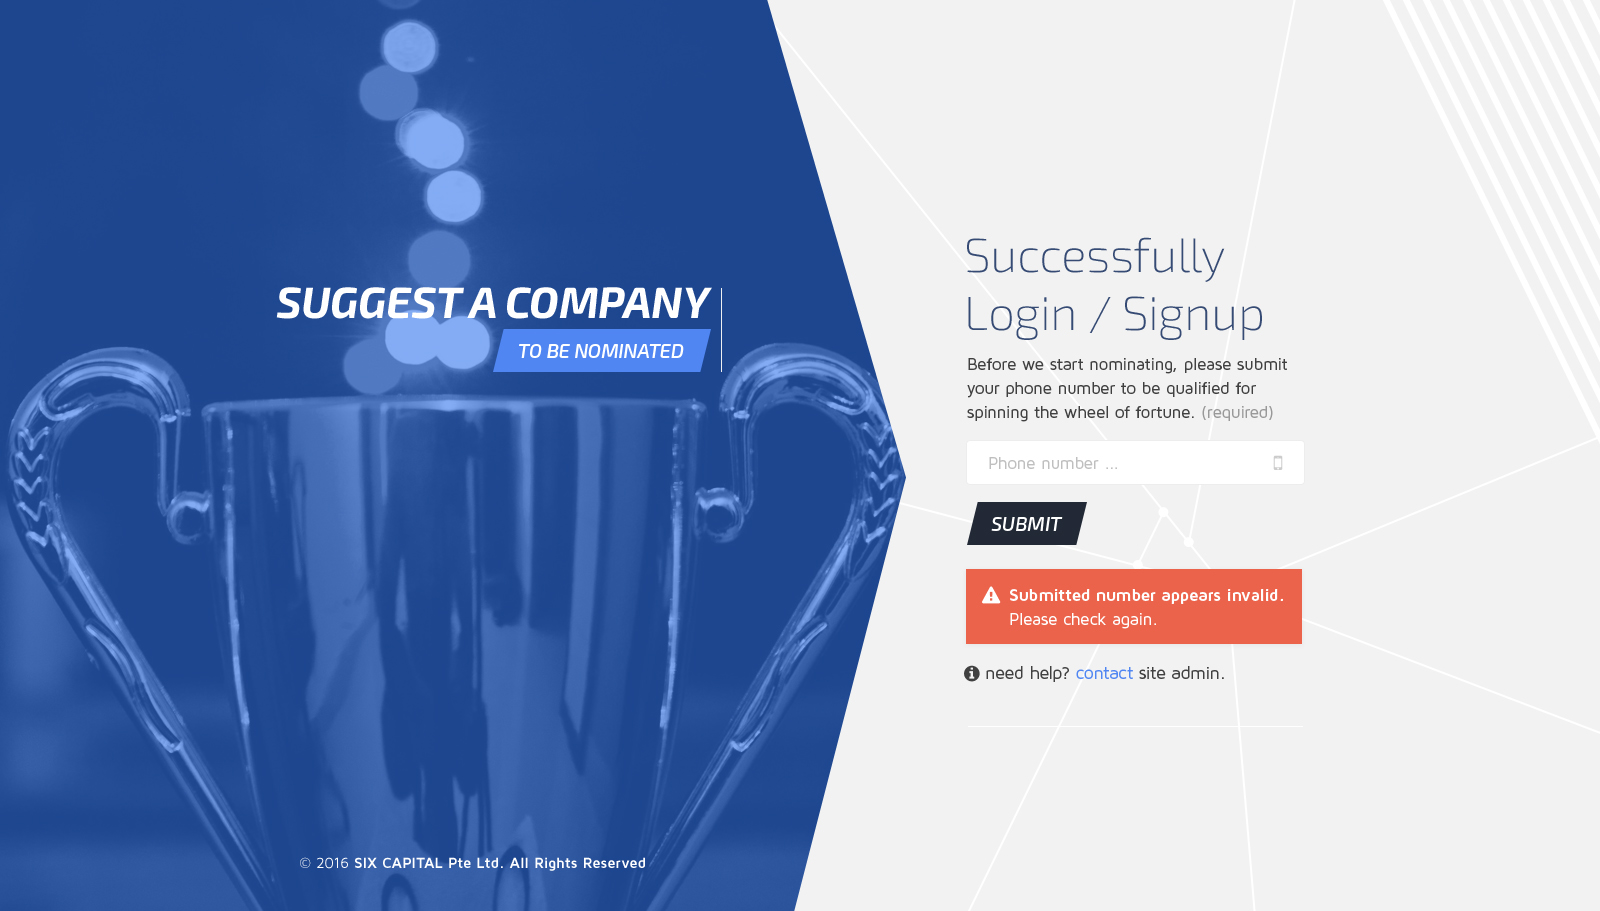 SUGGEST A COMPANY
TO BE NOMINATED
© 2016 SIX CAPITAL Pte Ltd. All Rights Reserved
Successfully
Login / Signup
Before we start nominating, please submit
your phone number to be qualified for
spinning the wheel of fortune. (required)
Phone number ...
SUBMIT
Submitted number appears invalid.
Please check again.
need help? contact site admin.